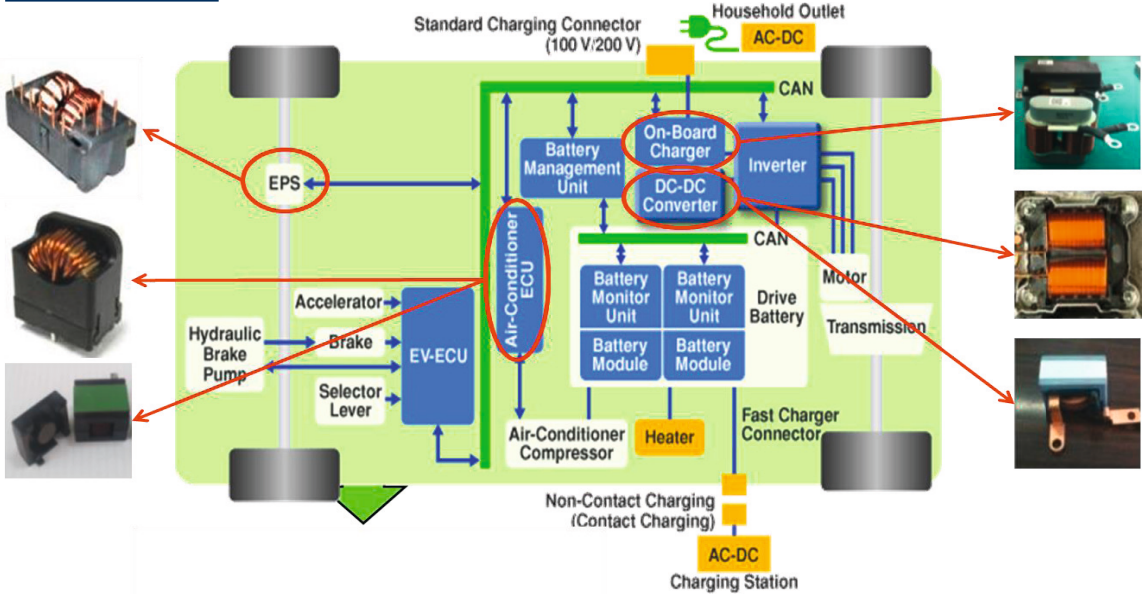 Standard Charging Connector
(100 V/200 V)
Household Outlet
AC-DC
CAN
On-Board
Charger
Battery
Management
Unit
Inverter
DC-DC
Converter
EPS
CAN
Air-Conditioner
ECU
Battery
Monitor
Unit
Battery
Module
Battery
Monitor
Unit
Battery
Module
Drive
Battery
Motor
Transmission
Accelerator
Hydraulic
Brake
Pump
Brake
EV-ECU
Selector
Lever
Air-Conditioner
Compressor
Heater
Fast Charger
Connector
Non-Contact Charging
(Contact Charging)
AC-DC
Charging Station